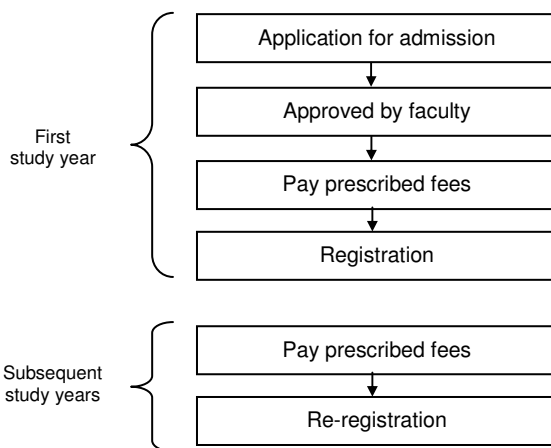 Application for admission
Approved by faculty
First
study year
Pay prescribed fees
Registration
Pay prescribed fees
Subsequent
study years
Re-registration